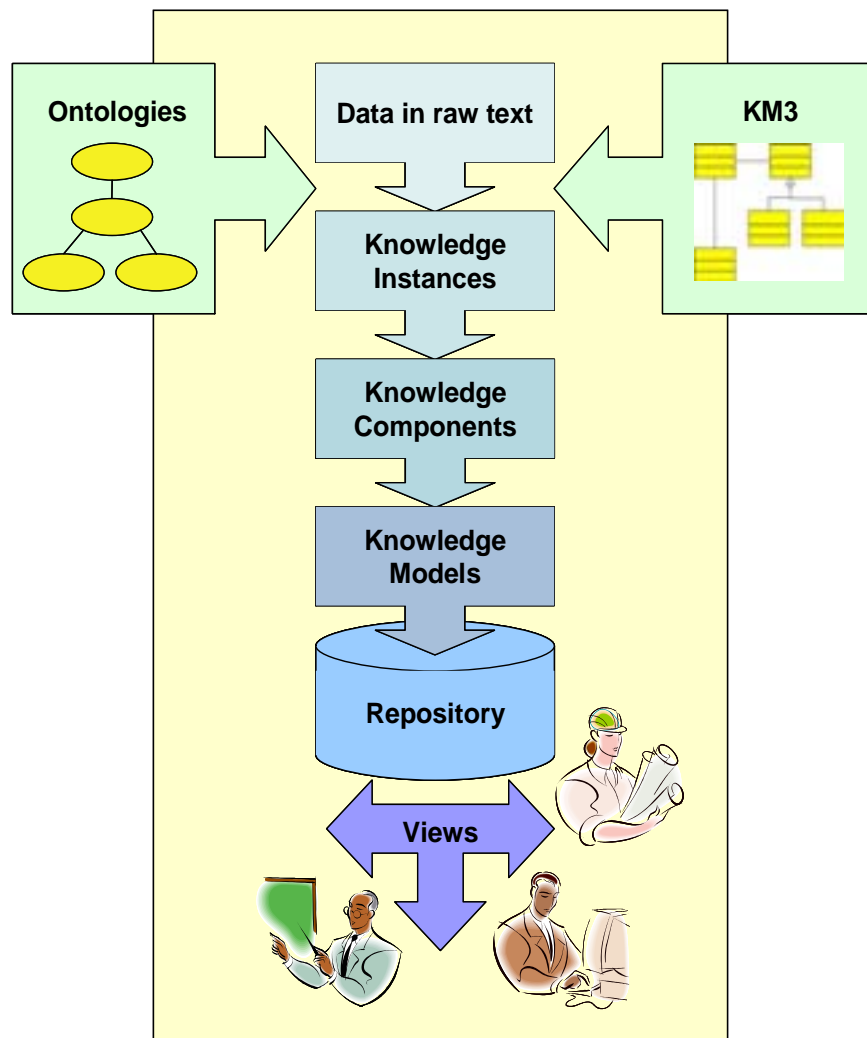 Ontologies
Data in raw text
KM3
Knowledge
Instances
Knowledge
Components
Knowledge
Models
Repository
Views